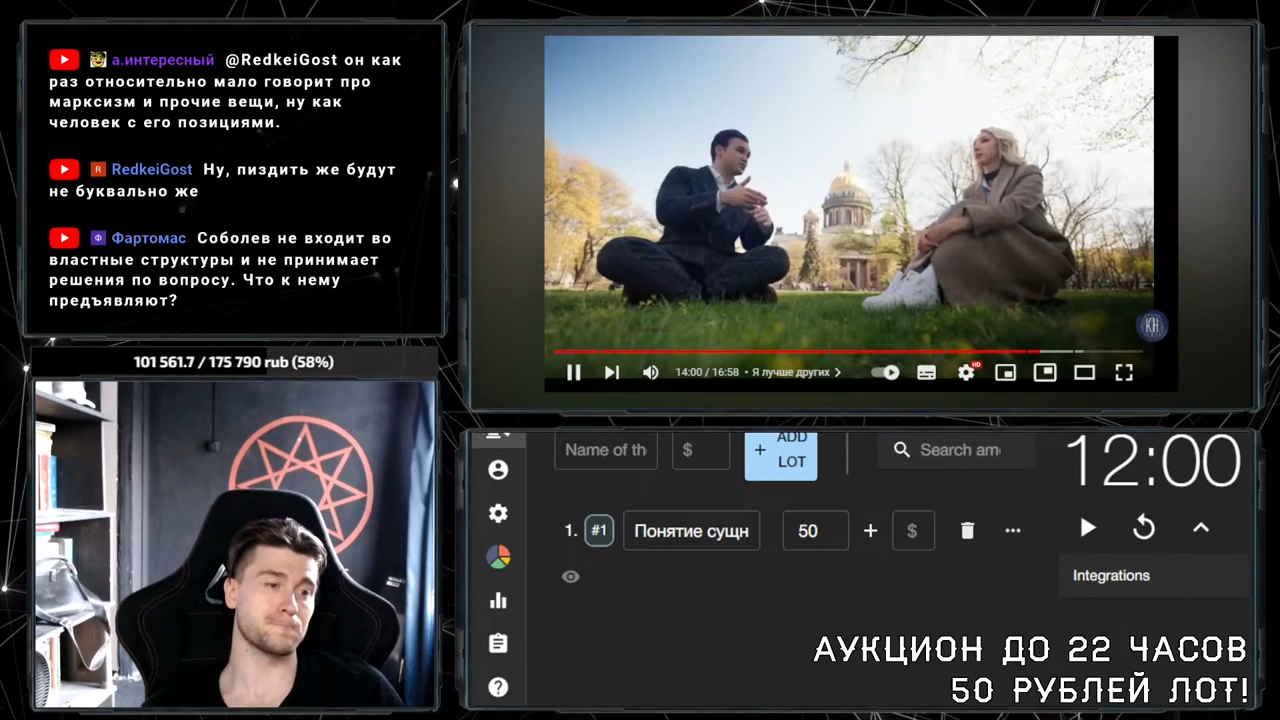 а.интересный @RedkeiGost он как
раз относительно мало говорит про
марксизм и прочие вещи, ну как
человек с его позициями.
R RedkeiGost Ну, пиздить же будут
не буквально же
Ф Фартомас Соболев не входит во
властные структуры и не принимает
решения по вопросу. Что к нему
предъявляют?
101 561.7 / 175 790 rub (58%)
КН
HD
14:00 / 16:58 • Я лучше других
Name of th
$
+ ADD
LOT
Search am
12:00
1. #1 Понятие сущн 50 + $
Integrations
АУКЦИОН ДО 22 ЧАСОВ
50 РУБЛЕЙ ЛОТ!